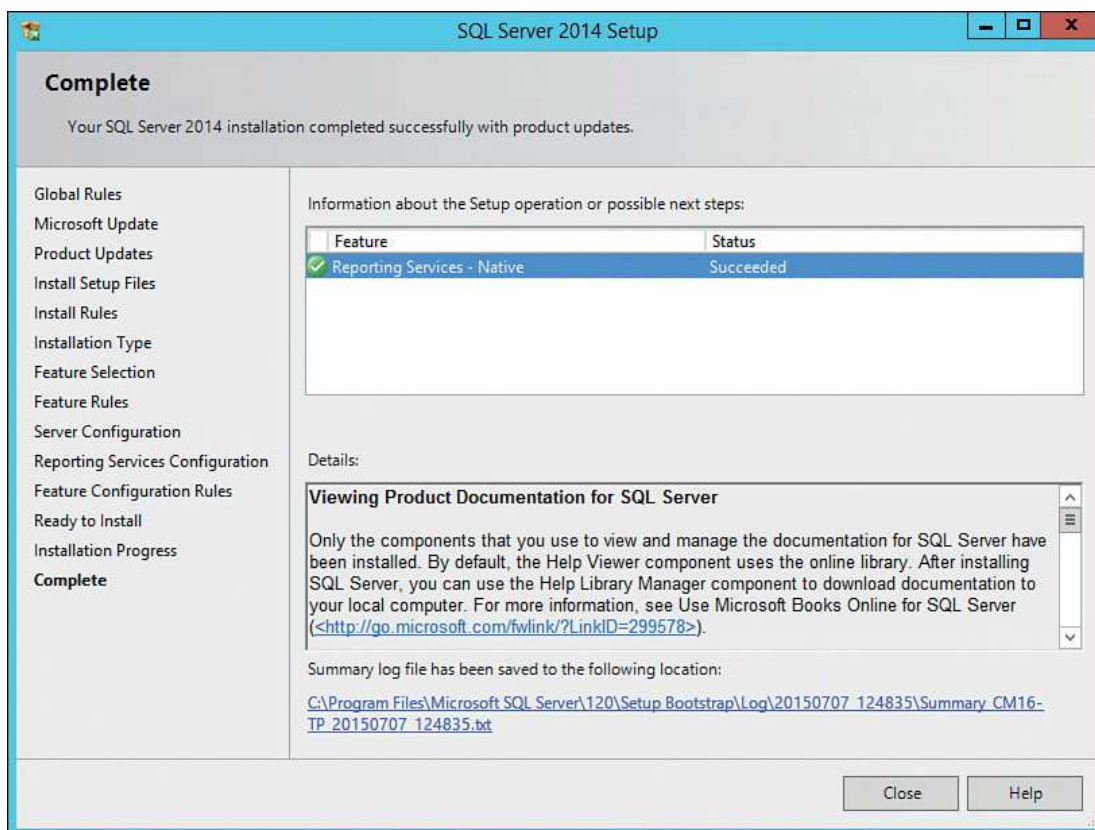 SQL Server 2014 Setup
Complete
Your SQL Server 2014 installation completed successfully with product updates.
Global Rules
Microsoft Update
Product Updates
Install Setup Files
Install Rules
Installation Type
Feature Selection
Feature Rules
Server Configuration
Reporting Services Configuration
Feature Configuration Rules
Ready to Install
Installation Progress
Complete
Information about the Setup operation or possible next steps:
Feature Status
Reporting Services - Native Succeeded
Details:
Viewing Product Documentation for SQL Server
Only the components that you use to view and manage the documentation for SQL Server have
been installed. By default, the Help Viewer component uses the online library. After installing
SQL Server, you can use the Help Library Manager component to download documentation to
your local computer. For more information, see Use Microsoft Books Online for SQL Server
(<http://go.microsoft.com/fwlink/?LinkID=299578>).
Summary log file has been saved to the following location:
C:\Program Files\Microsoft SQL Server\120\Setup Bootstrap\Log\20150707_124835\Summary_CM16-
TP_20150707_124835.txt
Close Help